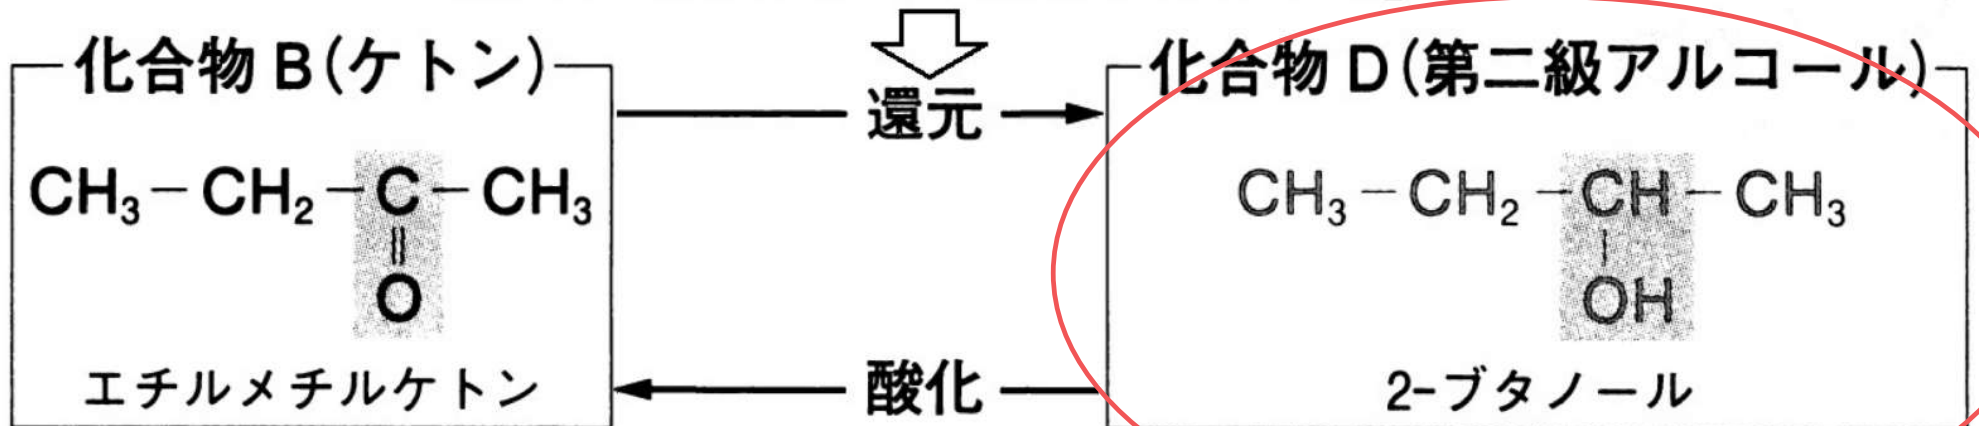 化合物 B(ケトン)
CH₃－CH₂－C－CH₃
O
エチルメチルケトン
還元
酸化
化合物 D(第二級アルコール)
CH₃－CH₂－CH－CH₃
OH
2-ブタノール